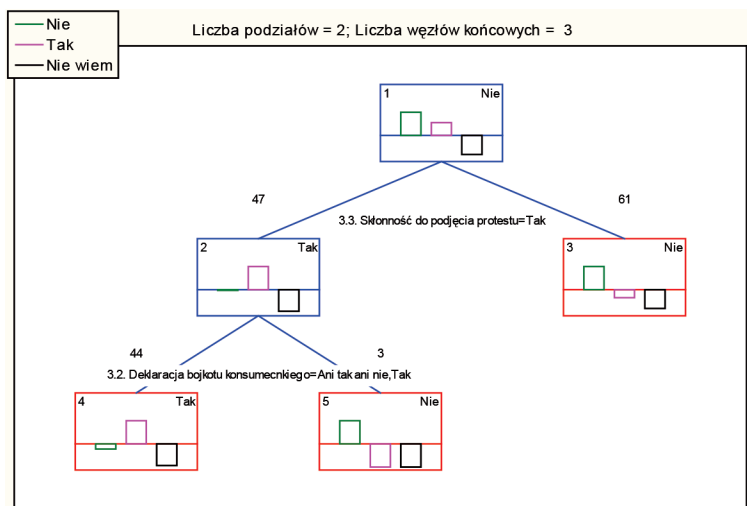 Nie
Tak
Nie wiem
Liczba podziałów = 2; Liczba węzłów końcowych = 3
1 Nie
47 61
3.3. Skłonność do podjęcia protestu=Tak
2 Tak
3 Nie
44 3
3.2. Deklaracja bojkotu konsumecnkiego=Ani tak ani nie,Tak
4 Tak
5 Nie